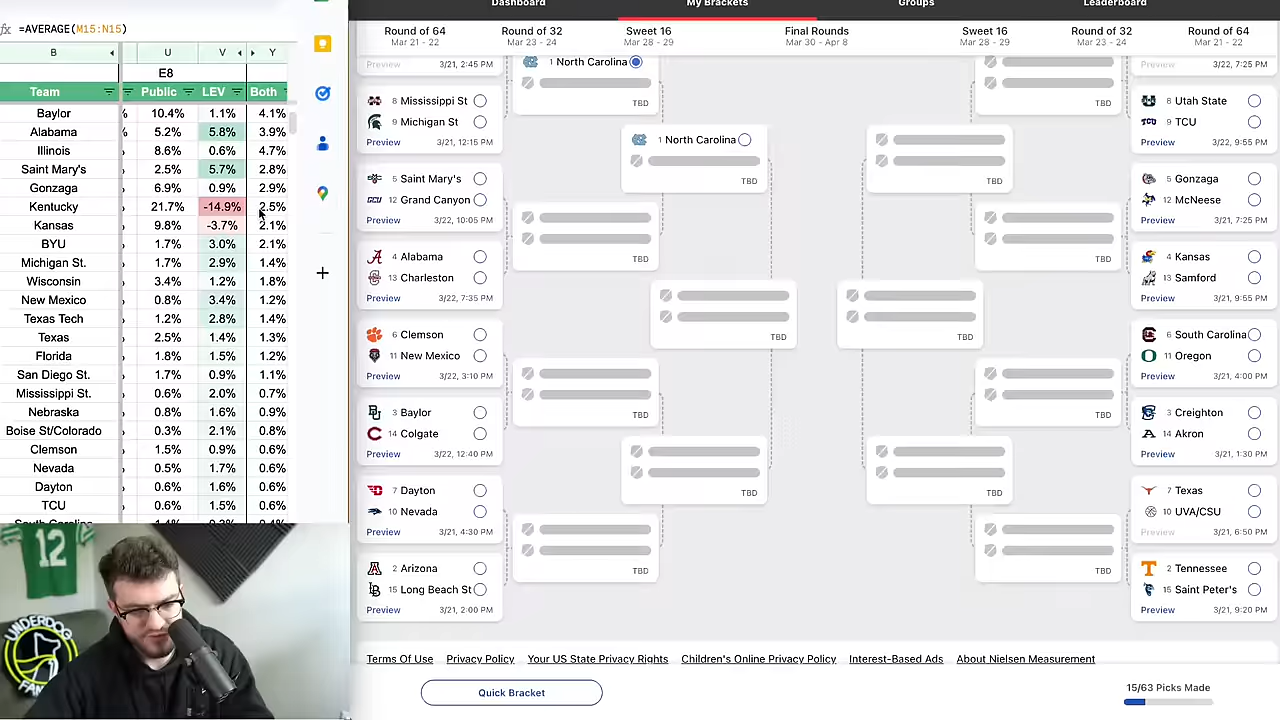 Dashboard My Brackets Groups Leaderboard
Round of 64 Round of 32 Sweet 16 Final Rounds Sweet 16 Round of 32 Round of 64
Mar 21 - 22 Mar 23 - 24 Mar 28 - 29 Mar 30 - Apr 8 Mar 28 - 29 Mar 23 - 24 Mar 21 - 22
fx =AVERAGE(M15:N15)
B U V Y
E8
Team Public LEV Both
Baylor 10.4% 1.1% 4.1%
Alabama 5.2% 5.8% 3.9%
Illinois 8.6% 0.6% 4.7%
Saint Mary's 2.5% 5.7% 2.8%
Gonzaga 6.9% 0.9% 2.9%
Kentucky 21.7% -14.9% 2.5%
Kansas 9.8% -3.7% 2.1%
BYU 1.7% 3.0% 2.1%
Michigan St. 1.7% 2.9% 1.4%
Wisconsin 3.4% 1.2% 1.8%
New Mexico 0.8% 3.4% 1.2%
Texas Tech 1.2% 2.8% 1.4%
Texas 2.5% 1.4% 1.3%
Florida 1.8% 1.5% 1.2%
San Diego St. 1.7% 0.9% 1.1%
Mississippi St. 0.6% 2.0% 0.7%
Nebraska 0.8% 1.6% 0.9%
Boise St/Colorado 0.3% 2.1% 0.8%
Clemson 1.5% 0.9% 0.6%
Nevada 0.5% 1.7% 0.6%
Dayton 0.6% 1.6% 0.6%
TCU 0.6% 1.5% 0.6%
12
UNDERDOG
Preview 3/21, 2:45 PM
8 Mississippi St
9 Michigan St
Preview 3/21, 12:15 PM
5 Saint Mary's
12 Grand Canyon
Preview 3/22, 10:05 PM
4 Alabama
13 Charleston
Preview 3/22, 7:35 PM
6 Clemson
11 New Mexico
Preview 3/22, 3:10 PM
3 Baylor
14 Colgate
Preview 3/22, 12:40 PM
7 Dayton
10 Nevada
Preview 3/21, 4:30 PM
2 Arizona
15 Long Beach St
Preview 3/21, 2:00 PM
1 North Carolina
TBD
TBD
TBD
TBD
1 North Carolina
TBD
TBD
TBD
TBD
TBD
TBD
TBD
TBD
TBD
TBD
Preview 3/22, 7:25 PM
8 Utah State
9 TCU
Preview 3/22, 9:55 PM
5 Gonzaga
12 McNeese
Preview 3/21, 7:25 PM
4 Kansas
13 Samford
Preview 3/21, 9:55 PM
6 South Carolina
11 Oregon
Preview 3/21, 4:00 PM
3 Creighton
14 Akron
Preview 3/21, 1:30 PM
7 Texas
10 UVA/CSU
Preview 3/21, 6:50 PM
2 Tennessee
15 Saint Peter's
Preview 3/21, 9:20 PM
Terms Of Use Privacy Policy Your US State Privacy Rights Children's Online Privacy Policy Interest-Based Ads About Nielsen Measurement
Quick Bracket
15/63 Picks Made